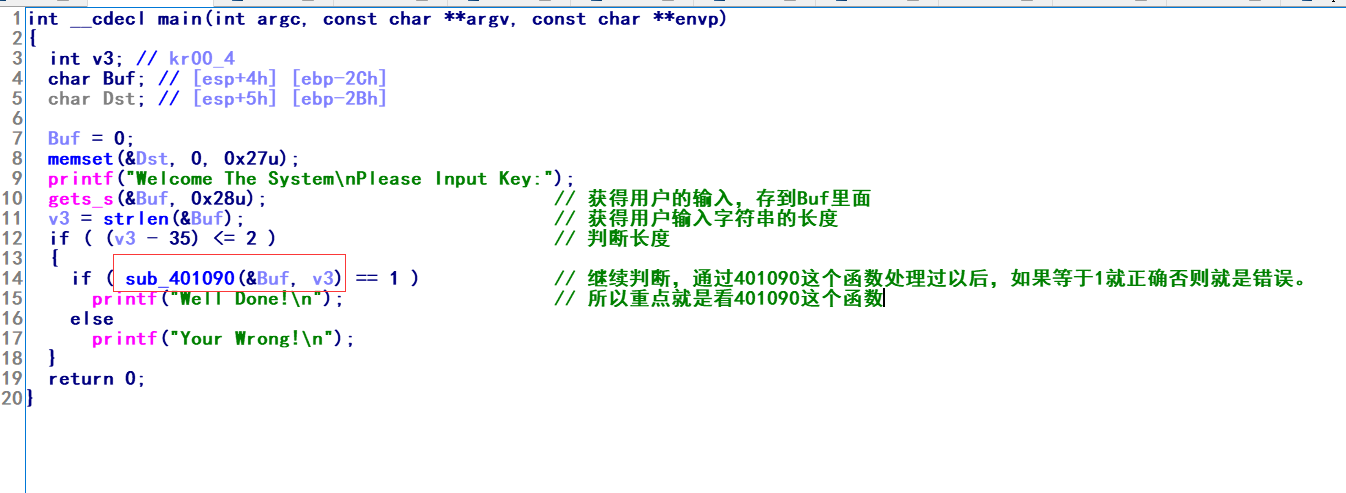 1 int __cdecl main(int argc, const char **argv, const char **envp)
2 {
3 int v3; // kr00_4
4 char Buf; // [esp+4h] [ebp-2Ch]
5 char Dst; // [esp+5h] [ebp-2Bh]
6
7 Buf = 0;
8 memset(&Dst, 0, 0x27u);
9 printf("Welcome The System\nPlease Input Key:");
10 gets_s(&Buf, 0x28u); // 获得用户的输入，存到Buf里面
11 v3 = strlen(&Buf); // 获得用户输入字符串的长度
12 if ( (v3 - 35) <= 2 ) // 判断长度
13 {
14 if ( sub_401090(&Buf, v3) == 1 ) // 继续判断，通过401090这个函数处理过以后，如果等于1就正确否则就是错误。
15 printf("Well Done!\n"); // 所以重点就是看401090这个函数
16 else
17 printf("Your Wrong!\n");
18 }
19 return 0;
20 }